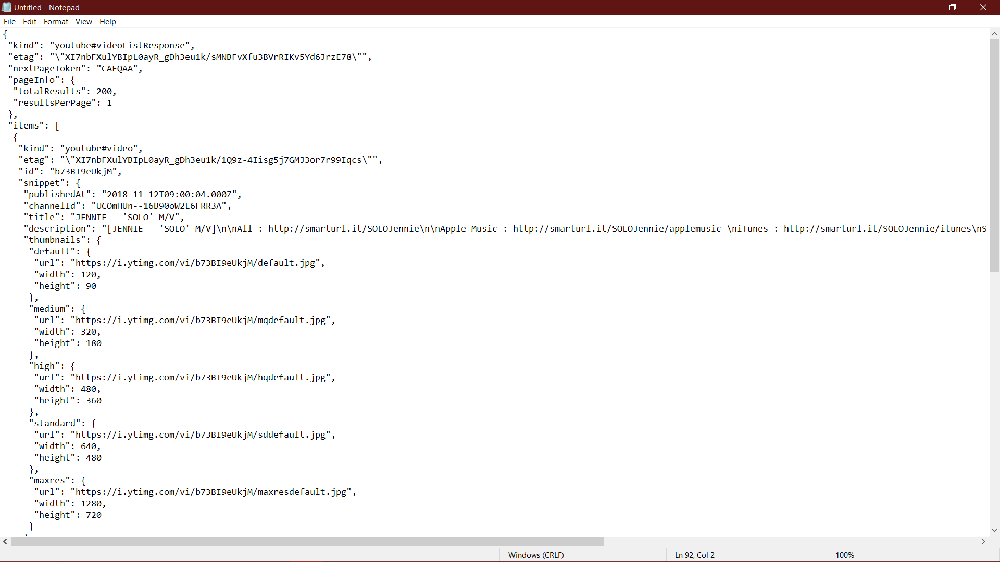 Untitled - Notepad
File Edit Format View Help
{
 "kind": "youtube#videoListResponse",
 "etag": "\"XI7nbFXulYBIpL0ayR_gDh3eu1k/sMNBFvXfu3BVrRIKv5Yd6JrzE78\"",
 "nextPageToken": "CAEQAA",
 "pageInfo": {
  "totalResults": 200,
  "resultsPerPage": 1
 },
 "items": [
  {
   "kind": "youtube#video",
   "etag": "\"XI7nbFXulYBIpL0ayR_gDh3eu1k/1Q9z-4Iisg5j7GMJ3or7r99Iqcs\"",
   "id": "b73BI9eUkjM",
   "snippet": {
    "publishedAt": "2018-11-12T09:00:04.000Z",
    "channelId": "UCOmHUn--16B90oW2L6FRR3A",
    "title": "JENNIE - 'SOLO' M/V",
    "description": "[JENNIE - 'SOLO' M/V]\n\nAll : http://smarturl.it/SOLOJennie\n\nApple Music : http://smarturl.it/SOLOJennie/applemusic \niTunes : http://smarturl.it/SOLOJennie/itunes\nS
    "thumbnails": {
     "default": {
      "url": "https://i.ytimg.com/vi/b73BI9eUkjM/default.jpg",
      "width": 120,
      "height": 90
     },
     "medium": {
      "url": "https://i.ytimg.com/vi/b73BI9eUkjM/mqdefault.jpg",
      "width": 320,
      "height": 180
     },
     "high": {
      "url": "https://i.ytimg.com/vi/b73BI9eUkjM/hqdefault.jpg",
      "width": 480,
      "height": 360
     },
     "standard": {
      "url": "https://i.ytimg.com/vi/b73BI9eUkjM/sddefault.jpg",
      "width": 640,
      "height": 480
     },
     "maxres": {
      "url": "https://i.ytimg.com/vi/b73BI9eUkjM/maxresdefault.jpg",
      "width": 1280,
      "height": 720
     }
Windows (CRLF) Ln 92, Col 2 100%